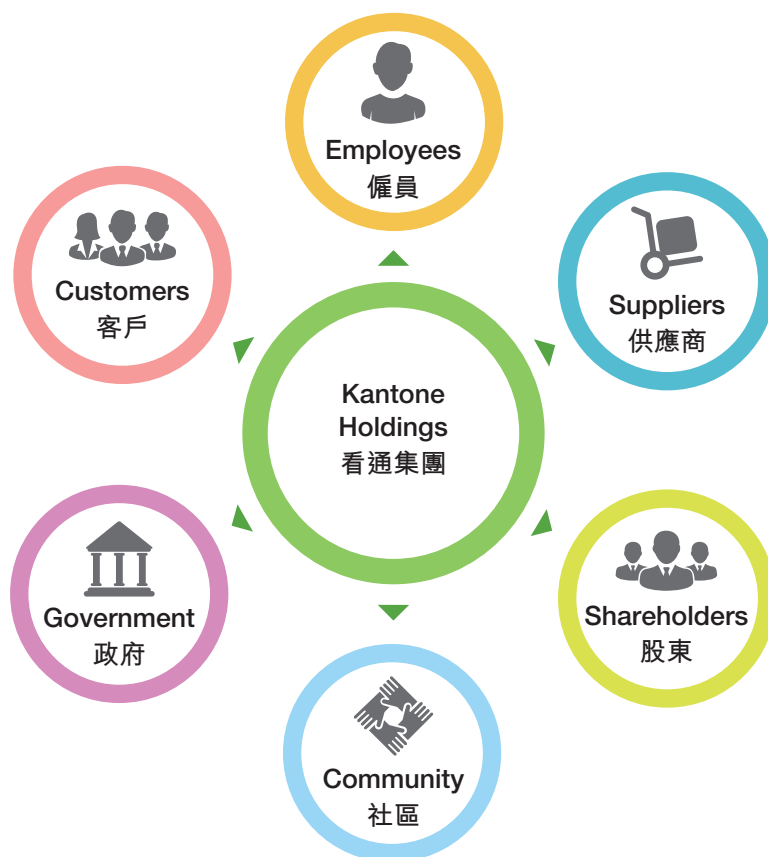 Employees
僱員
Customers
客戶
Suppliers
供應商
Kantone
Holdings
看通集團
Government
政府
Shareholders
股東
Community
社區